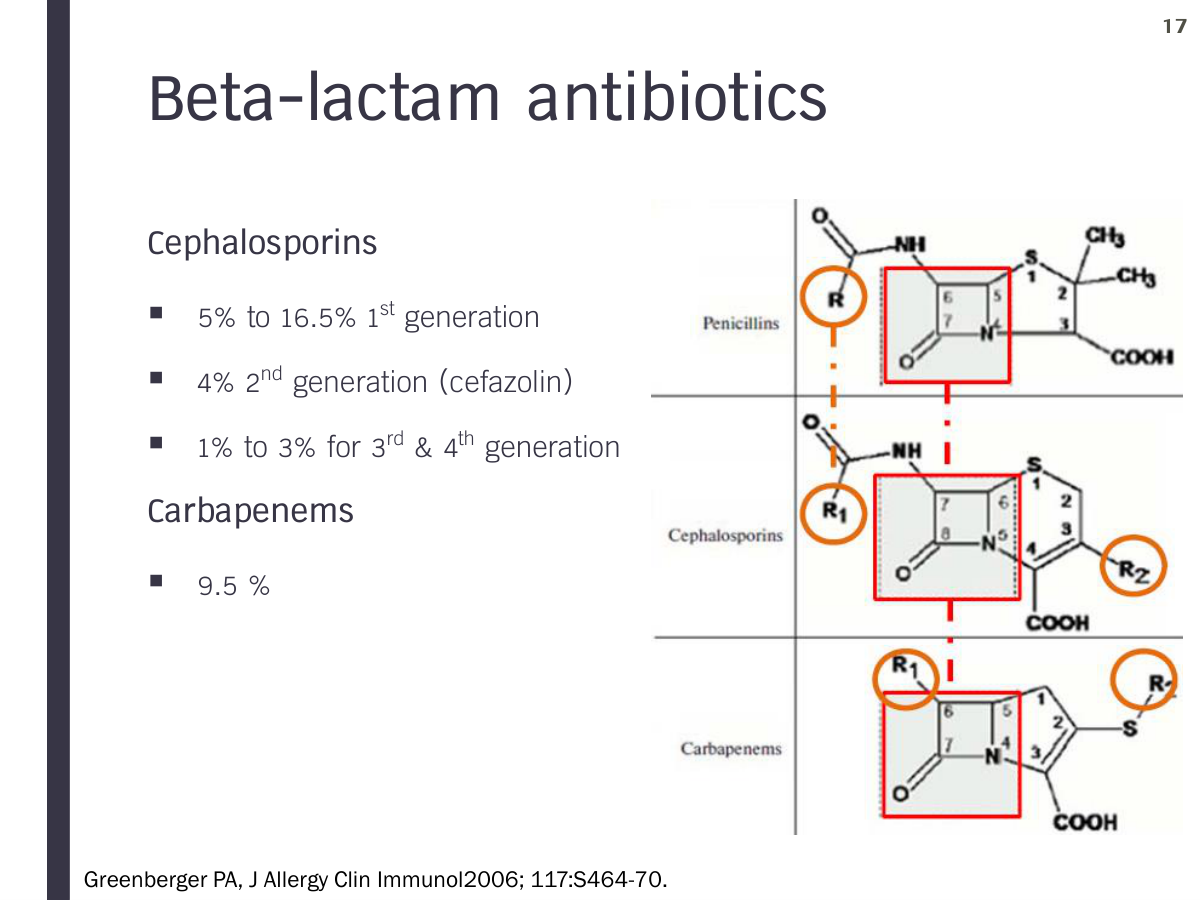 17
Beta-lactam antibiotics
Cephalosporins
▪ 5% to 16.5% 1st generation
▪ 4% 2nd generation (cefazolin)
▪ 1% to 3% for 3rd & 4th generation
Carbapenems
▪ 9.5 %
Penicillins
O
NH
R
S
1
CH3
CH3
2
3
COOH
6
5
7
N
4
O
Cephalosporins
O
NH
R1
S
1
2
3
4
R2
COOH
7
6
8
N
5
O
Carbapenems
R1
R
S
1
2
3
6
5
7
N
4
O
COOH
Greenberger PA, J Allergy Clin Immunol2006; 117:S464-70.